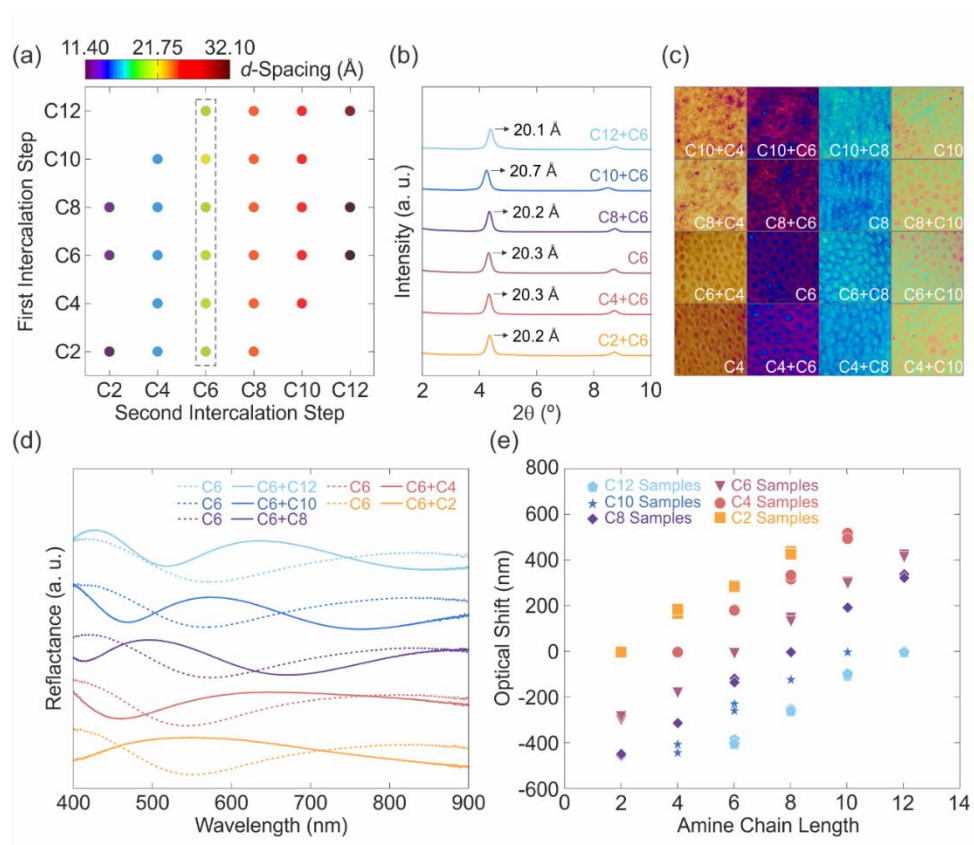 (a)
11.40 21.75 32.10
d-Spacing (Å)
First Intercalation Step
C12
C10
C8
C6
C4
C2
C2 C4 C6 C8 C10 C12
Second Intercalation Step
(b)
Intensity (a. u.)
20.1 Å C12+C6
20.7 Å C10+C6
20.2 Å C8+C6
20.3 Å C6
20.3 Å C4+C6
20.2 Å C2+C6
2 4 6 8 10
2θ (º)
(c)
C10+C4 C10+C6 C10+C8 C10
C8+C4 C8+C6 C8 C8+C10
C6+C4 C6 C6+C8 C6+C10
C4 C4+C6 C4+C8 C4+C10
(d)
Reflactance (a. u.)
C6 C6+C12 C6 C6+C4
C6 C6+C10 C6 C6+C2
C6 C6+C8
400 500 600 700 800 900
Wavelength (nm)
(e)
Optical Shift (nm)
800
600
400
200
0
-200
-400
-600
C12 Samples C6 Samples
C10 Samples C4 Samples
C8 Samples C2 Samples
0 2 4 6 8 10 12 14
Amine Chain Length